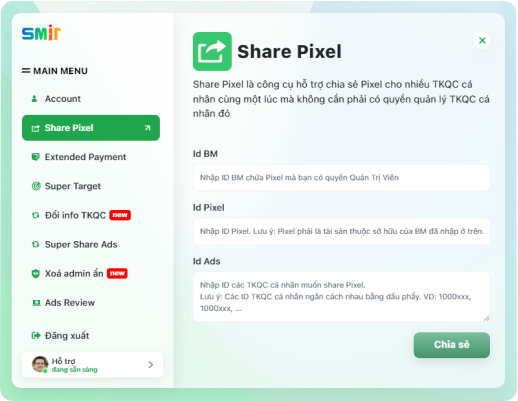 SMIT
MAIN MENU
Account
Share Pixel
Extended Payment
Super Target
Đổi info TKQC new
Super Share Ads
Xoá admin ẩn new
Ads Review
Đăng xuất
Hỗ trợ
đang sẵn sàng
Share Pixel
Share Pixel là công cụ hỗ trợ chia sẻ Pixel cho nhiều TKQC cá
nhân cùng một lúc mà không cần phải có quyền quản lý TKQC cá
nhân đó
Id BM
Nhập ID BM chứa Pixel mà bạn có quyền Quản Trị Viên
Id Pixel
Nhập ID Pixel. Lưu ý: Pixel phải là tài sản thuộc sở hữu của BM đã nhập ở trên.
Id Ads
Nhập ID các TKQC cá nhân muốn share Pixel.
Lưu ý: Các ID TKQC cá nhân ngăn cách nhau bằng dấu phẩy. VD: 1000xxx,
1000xxx, ...
Chia sẻ